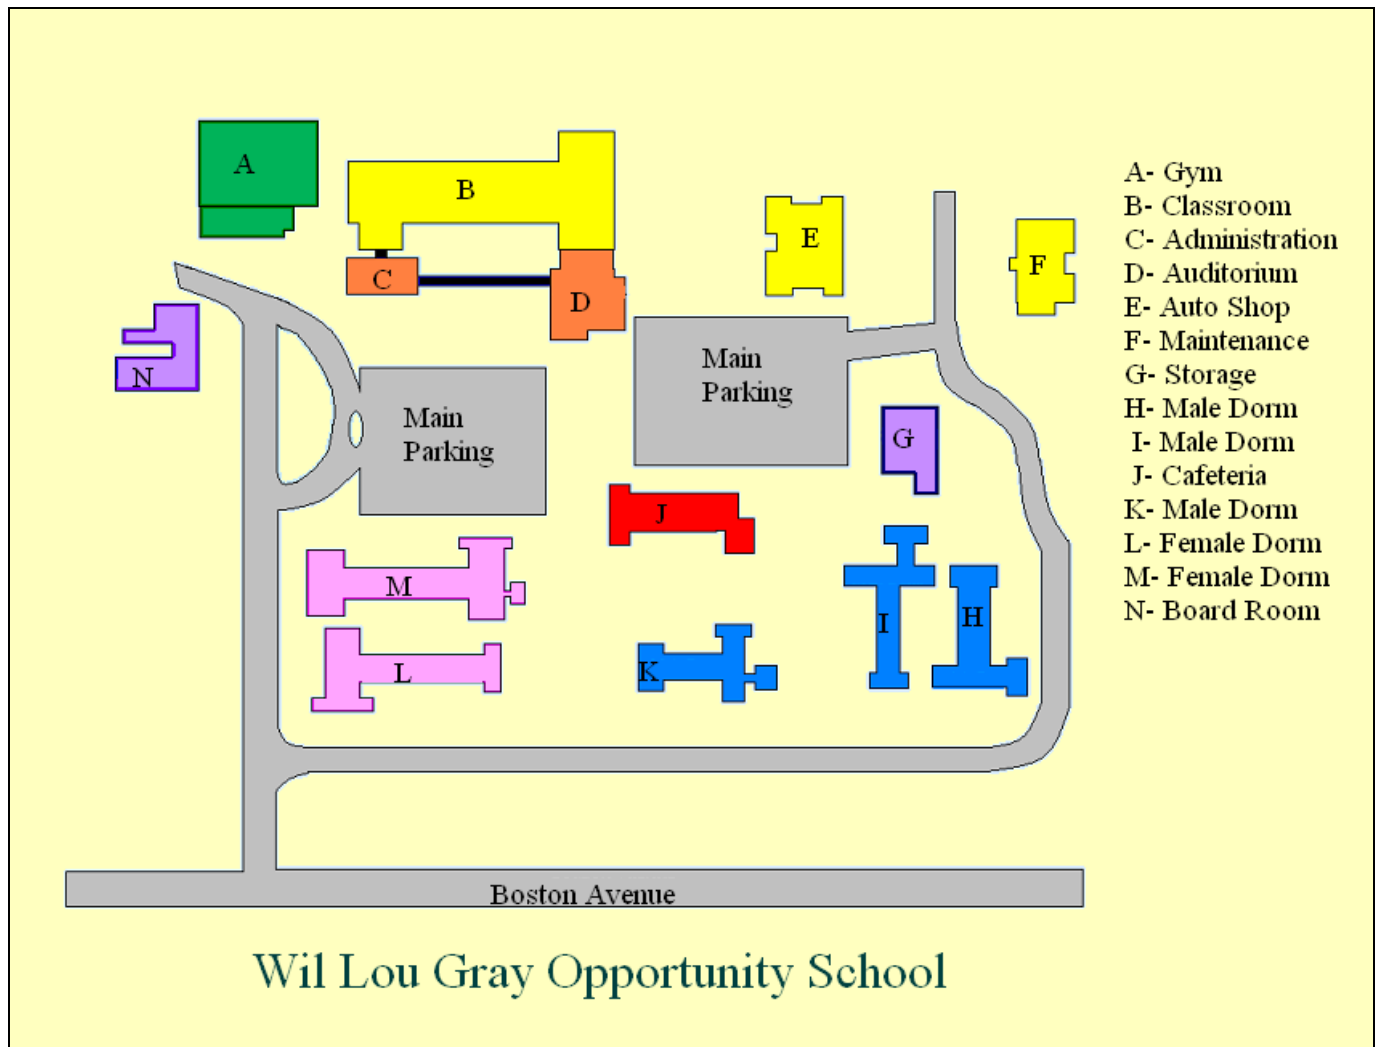 A
B
C
D
E
F
Main
Parking
Main
Parking
G
N
J
M
L
K
I
H
A- Gym
B- Classroom
C- Administration
D- Auditorium
E- Auto Shop
F- Maintenance
G- Storage
H- Male Dorm
I- Male Dorm
J- Cafeteria
K- Male Dorm
L- Female Dorm
M- Female Dorm
N- Board Room
Boston Avenue
Wil Lou Gray Opportunity School